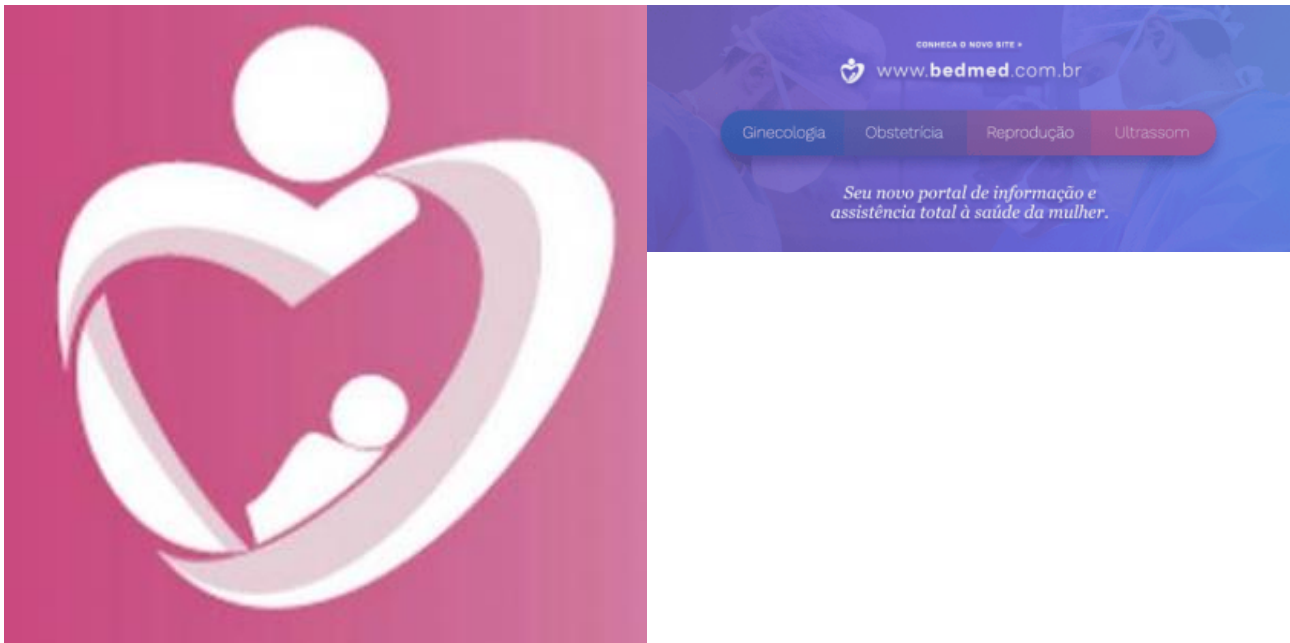 CONHECA O NOVO SITE »
www.bedmed.com.br
Ginecologia Obstetrícia Reprodução Ultrassom
Seu novo portal de informação e
assistência total à saúde da mulher.